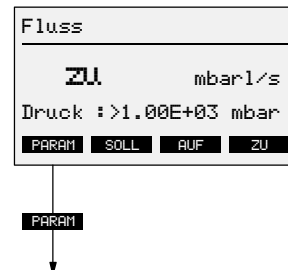 Fluss
ZU mbarl/s
Druck :>1.00E+03 mbar
PARAM SOLL AUF ZU
PARAM